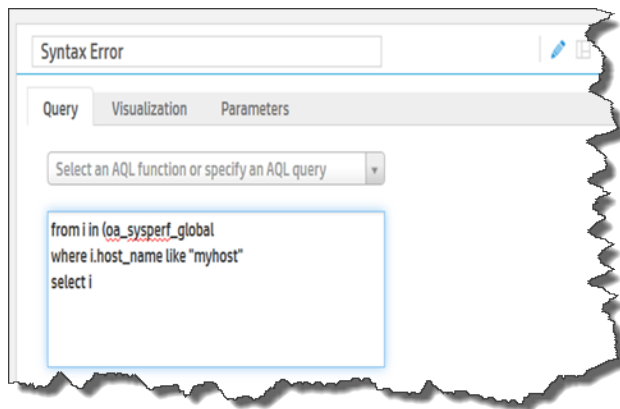 Syntax Error
Query Visualization Parameters
Select an AQL function or specify an AQL query
from i in (oa_sysperf_global
where i.host_name like "myhost"
select i